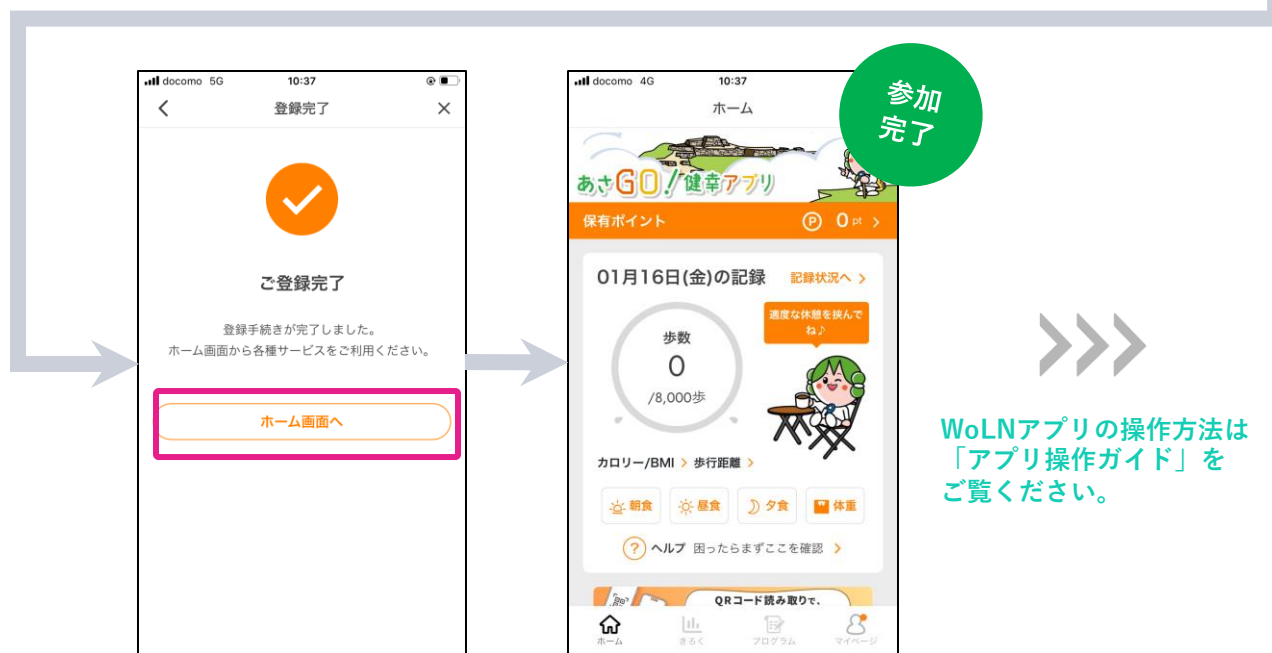 docomo 5G 10:37
登録完了
ご登録完了
登録手続きが完了しました。
ホーム画面から各種サービスをご利用ください。
ホーム画面へ
docomo 4G 10:37
ホーム
参加
完了
あさGO!健幸アプリ
保有ポイント P 0 pt
01月16日(金)の記録 記録状況へ
適度な休憩を挟んで
ね♪
歩数
0
/8,000歩
カロリー/BMI 歩行距離
朝食 昼食 夕食 体重
? ヘルプ 困ったらまずここを確認
QRコード読み取りで、
ホーム きろく プログラム マイページ
WoLNアプリの操作方法は
「アプリ操作ガイド」を
ご覧ください。